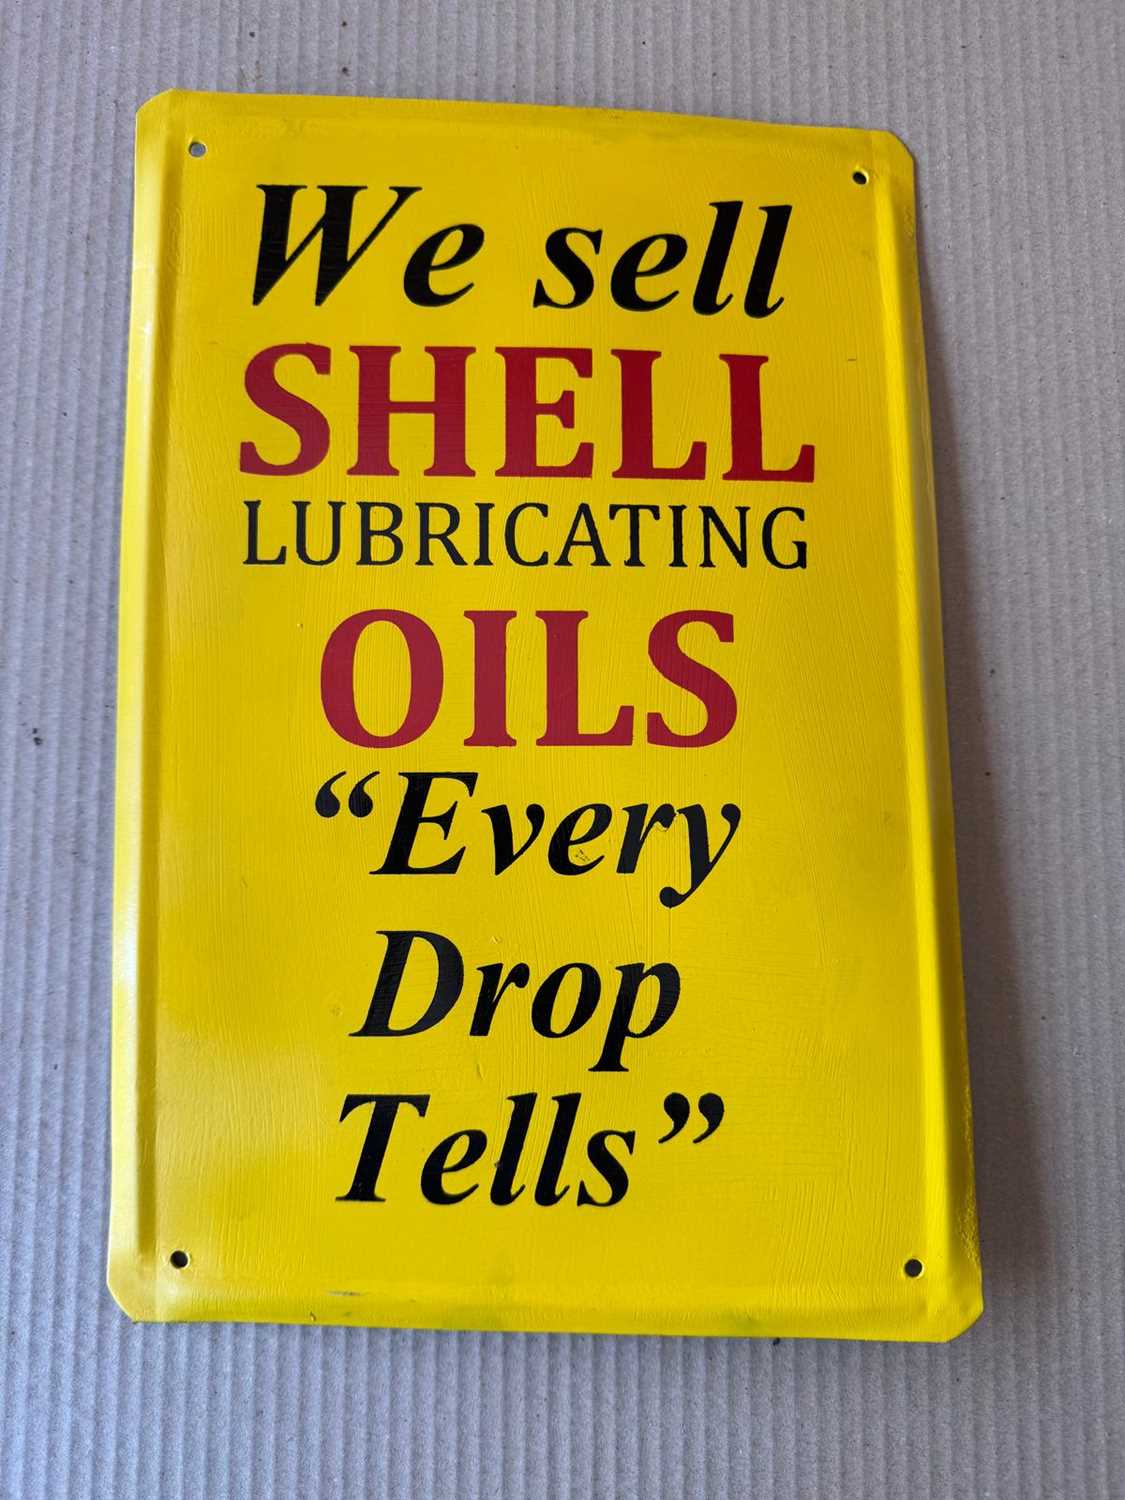 We sell
SHELL
LUBRICATING
OILS
“Every
Drop
Tells”